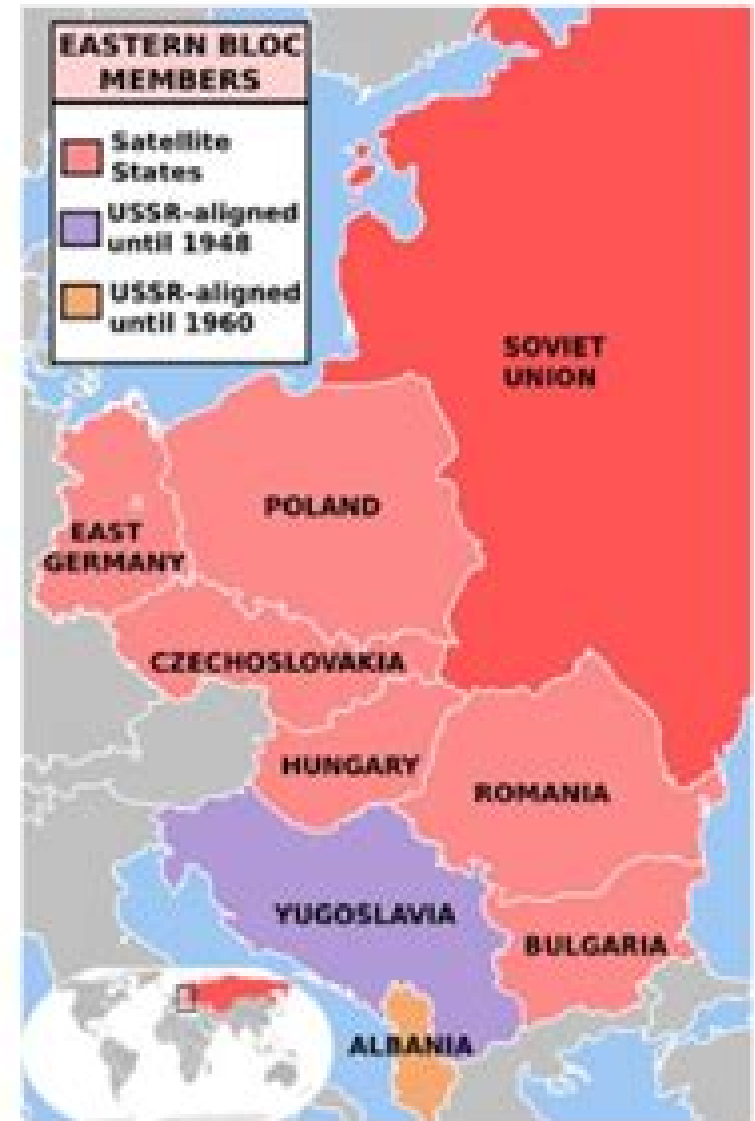 EASTERN BLOC
MEMBERS
Satellite
States
USSR-aligned
until 1948
USSR-aligned
until 1960
SOVIET
UNION
POLAND
EAST
GERMANY
CZECHOSLOVAKIA
HUNGARY
ROMANIA
YUGOSLAVIA
BULGARIA
ALBANIA